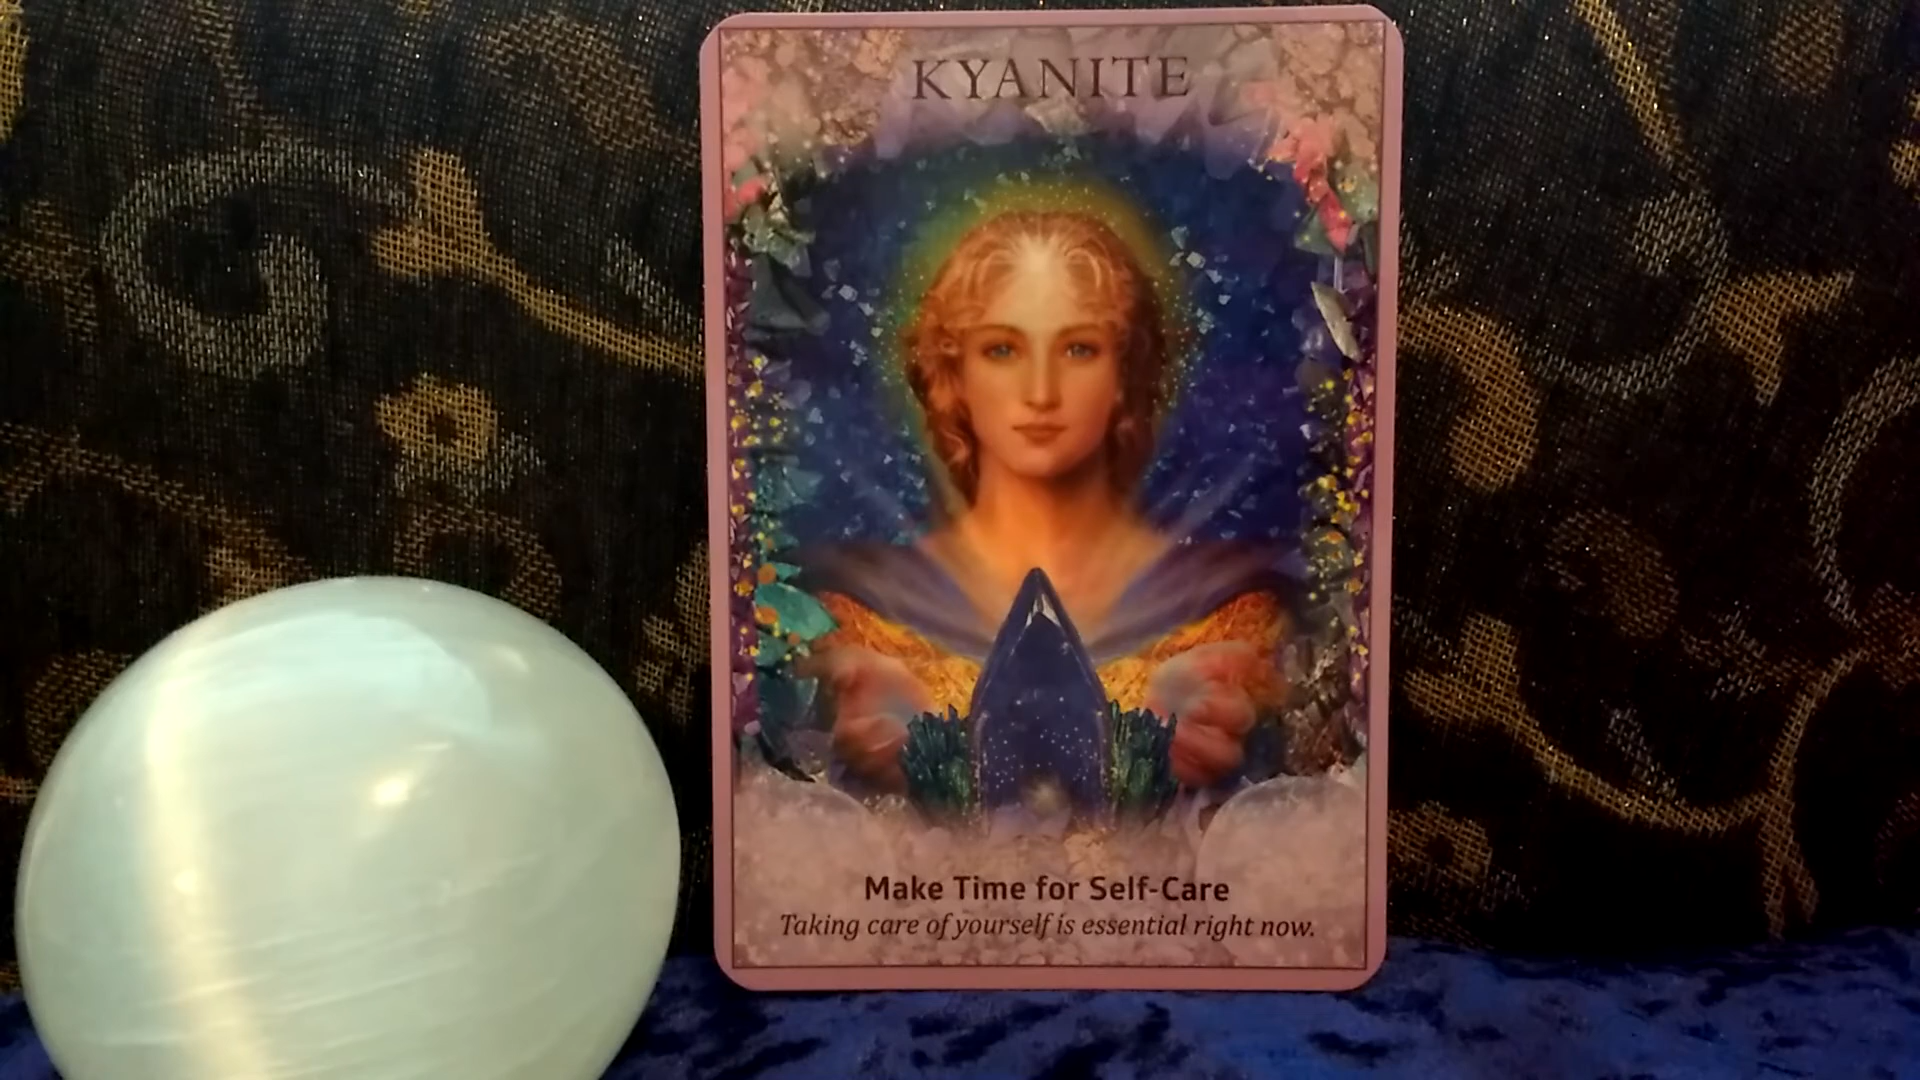 KYANITE
Make Time for Self-Care
Taking care of yourself is essential right now.